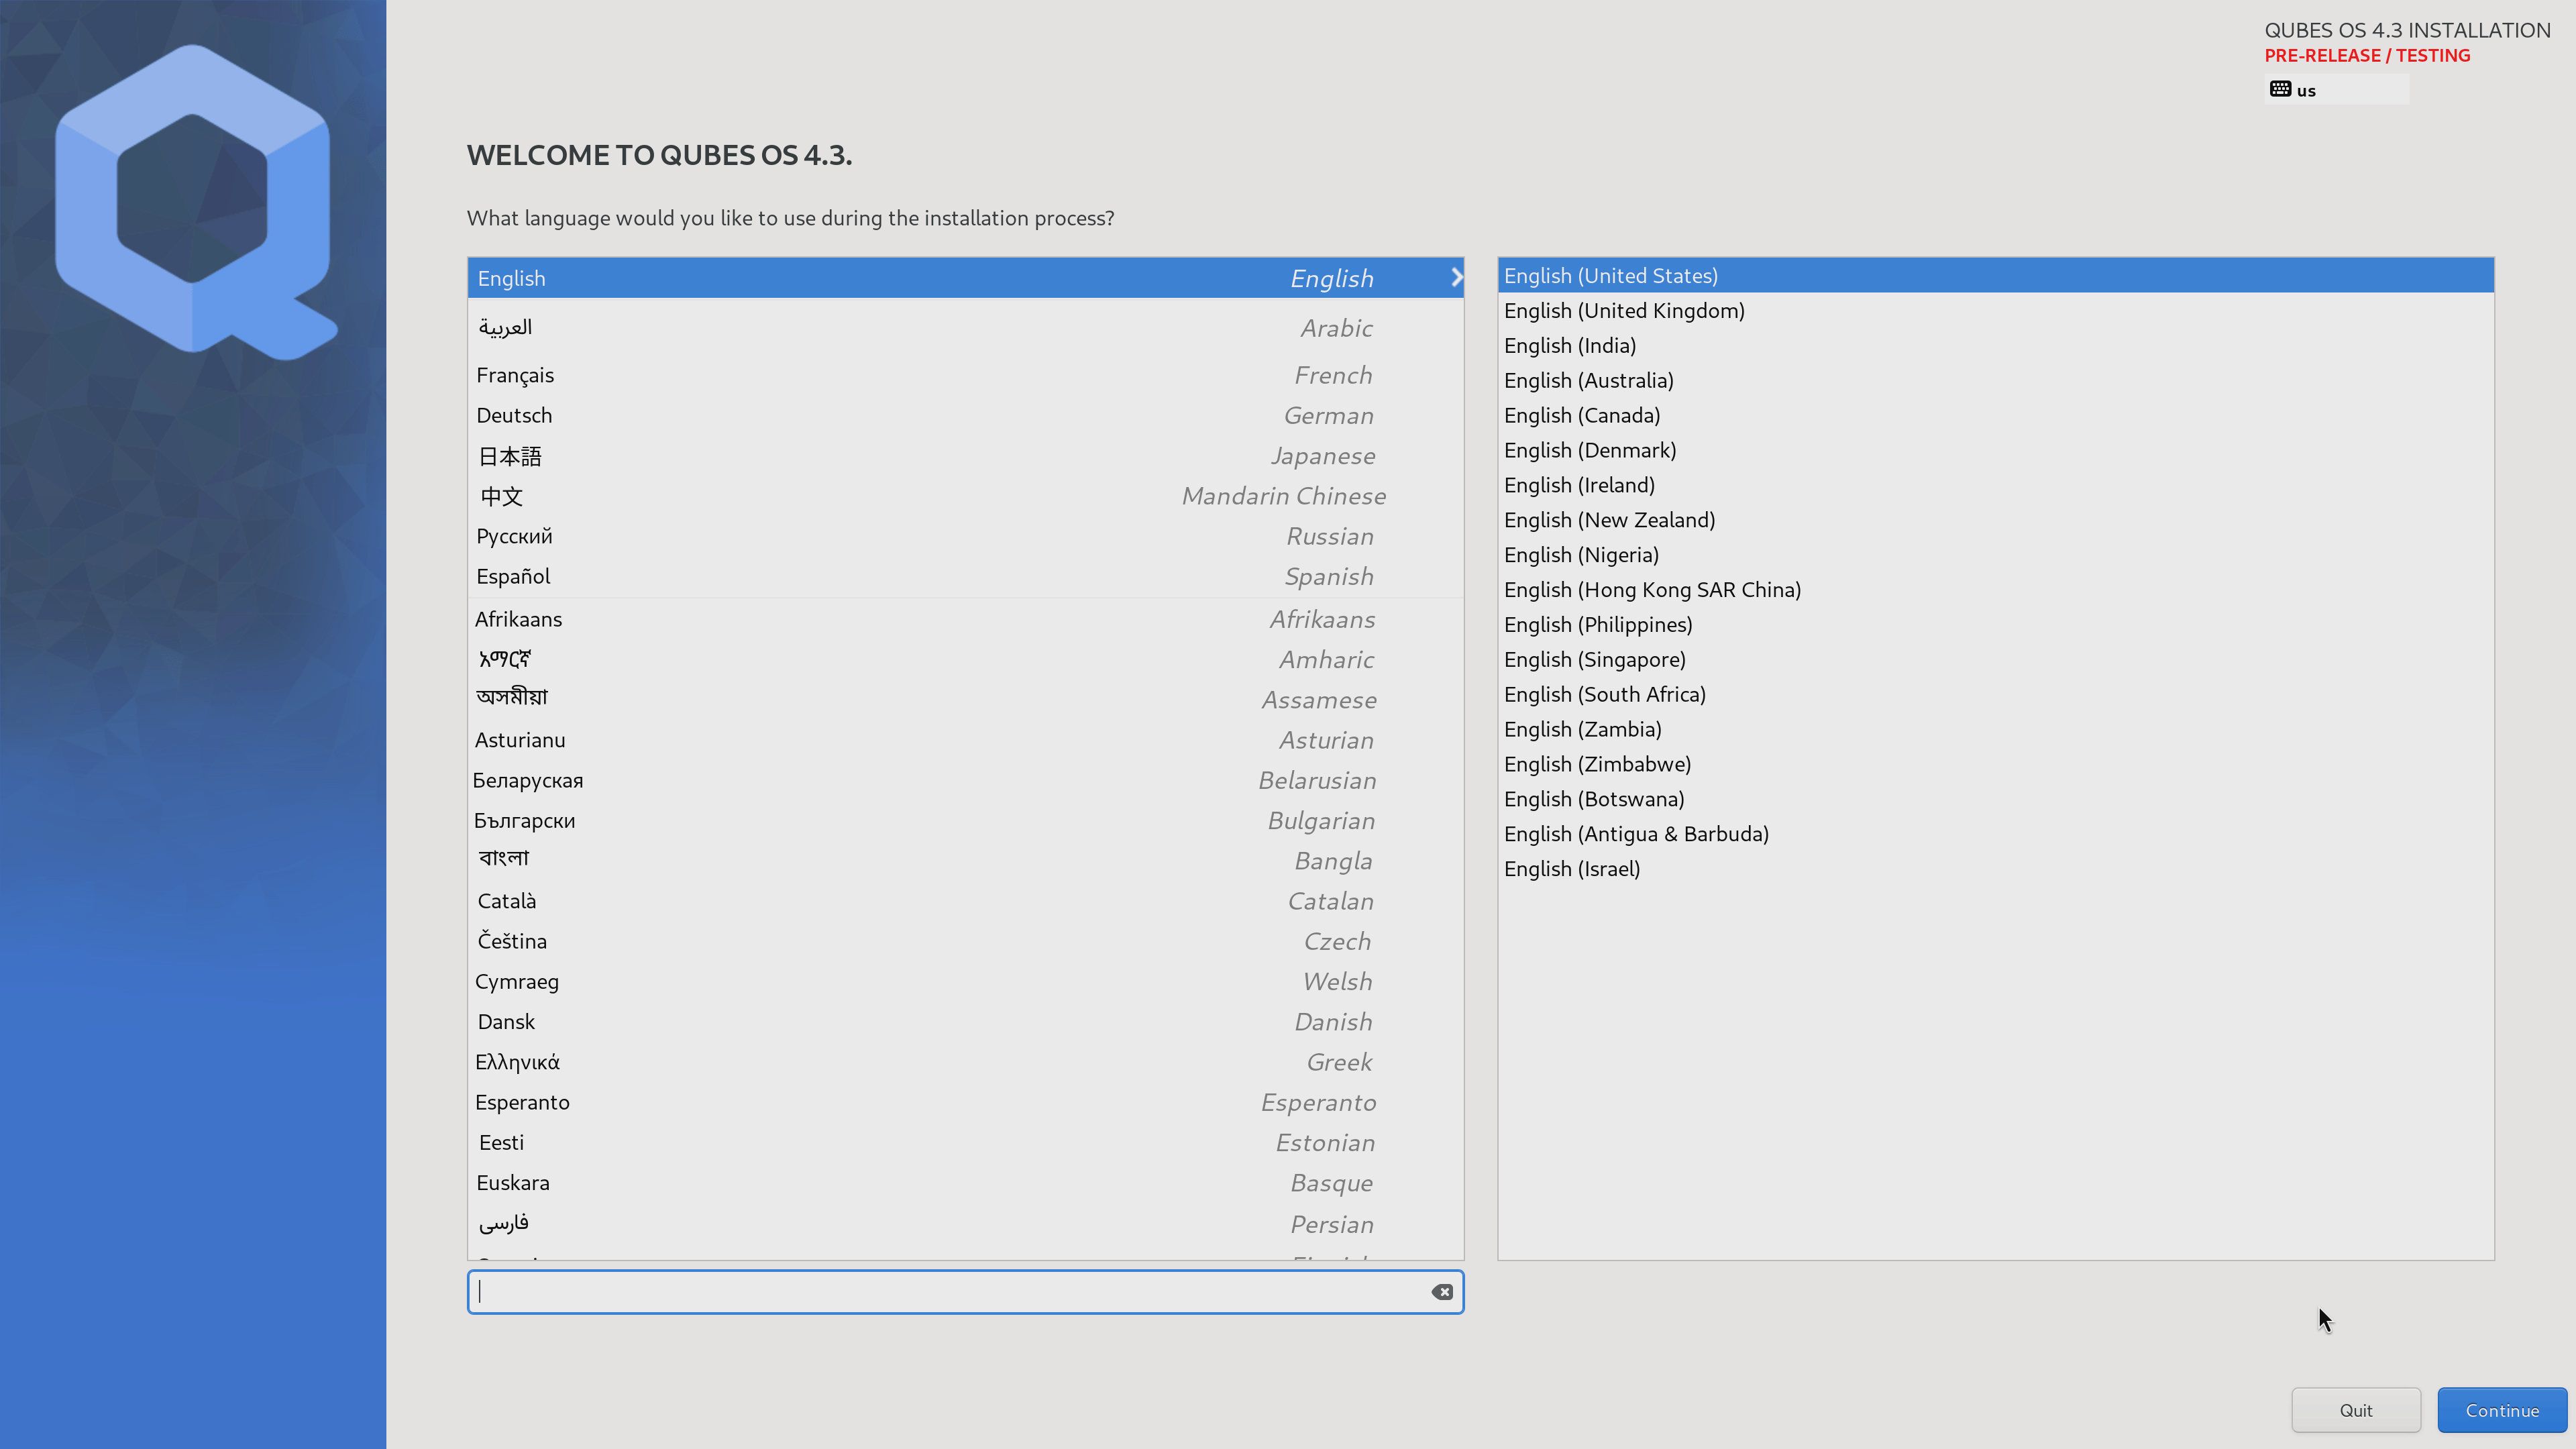 QUBES OS 4.3 INSTALLATION
PRE-RELEASE / TESTING
us
WELCOME TO QUBES OS 4.3.
What language would you like to use during the installation process?
English English
العربية Arabic
Français French
Deutsch German
日本語 Japanese
中文 Mandarin Chinese
Русский Russian
Español Spanish
Afrikaans Afrikaans
አማርኛ Amharic
অসমীয়া Assamese
Asturianu Asturian
Беларуская Belarusian
Български Bulgarian
বাংলা Bangla
Català Catalan
Čeština Czech
Cymraeg Welsh
Dansk Danish
Ελληνικά Greek
Esperanto Esperanto
Eesti Estonian
Euskara Basque
فارسی Persian
English (United States)
English (United Kingdom)
English (India)
English (Australia)
English (Canada)
English (Denmark)
English (Ireland)
English (New Zealand)
English (Nigeria)
English (Hong Kong SAR China)
English (Philippines)
English (Singapore)
English (South Africa)
English (Zambia)
English (Zimbabwe)
English (Botswana)
English (Antigua & Barbuda)
English (Israel)
Quit
Continue